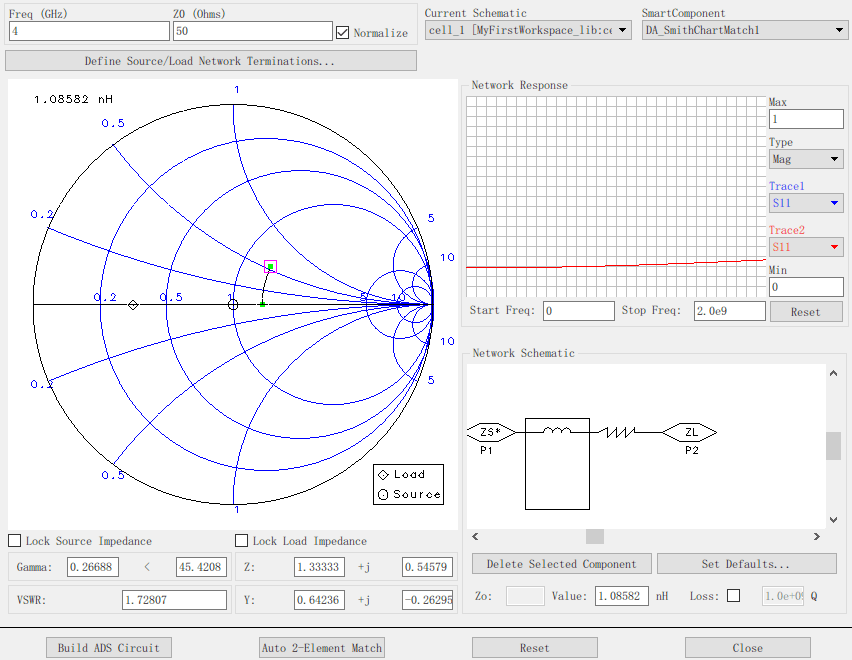 Freq (GHz) Z0 (Ohms) Current Schematic SmartComponent
4 50 Normalize cell_1 [MyFirstWorkspace_lib:ce DA_SmithChartMatch1
Define Source/Load Network Terminations...
Network Response
1.08582 nH
1
0.5
0.2
5
10
0.2 0.5 1 5 10
10
0.2
5
0.5
1
Load
Source
Max
1
Type
Mag
Trace1
S11
Trace2
S11
Min
0
Start Freq: 0 Stop Freq: 2.0e9 Reset
Network Schematic
ZS* ZL
P1 P2
Lock Source Impedance Lock Load Impedance
Gamma: 0.26688 < 45.4208 Z: 1.33333 +j 0.54579
VSWR: 1.72807 Y: 0.64236 +j -0.26295
Delete Selected Component Set Defaults...
Zo: Value: 1.08582 nH Loss: Q
Build ADS Circuit Auto 2-Element Match Reset Close